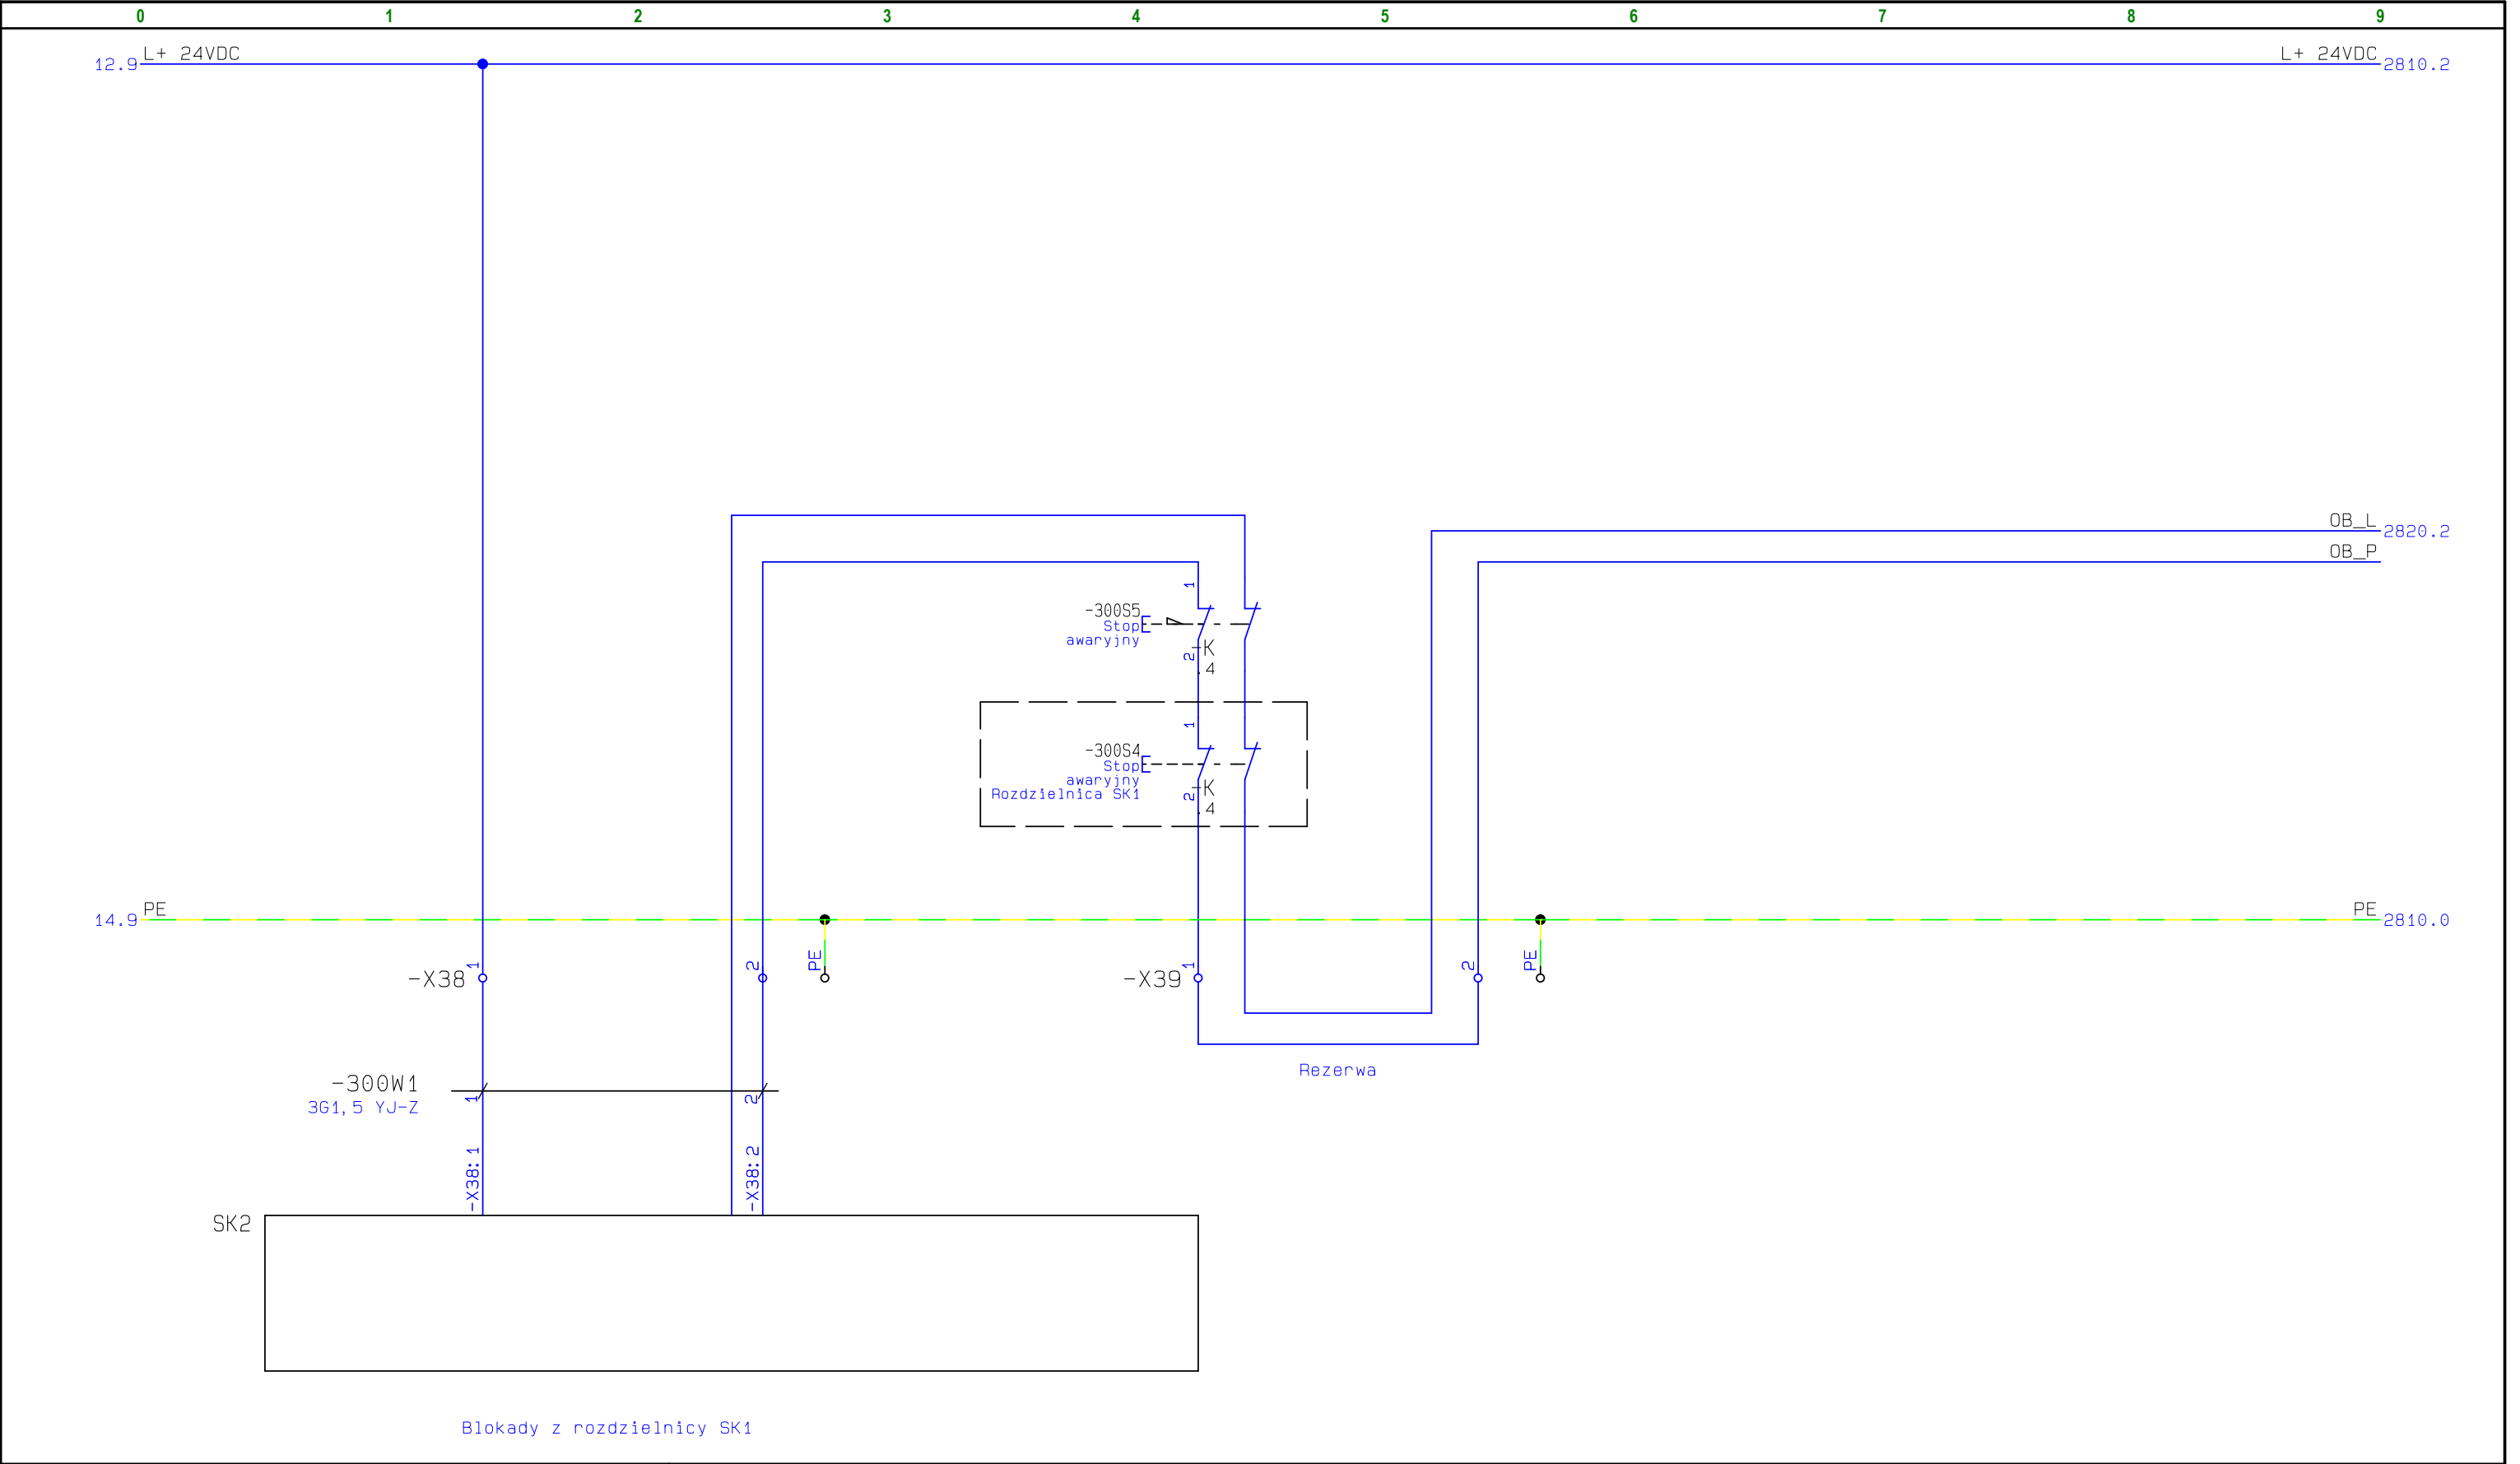 0 1 2 3 4 5 6 7 8 9
L+ 24VDC L+ 24VDC
12.9 2810.2
OB_L
2820.2
OB_P
1
-300S5
Stop
awaryjny
-K
2
.4
1
-300S4
Stop
awaryjny
Rozdzielnica SK1
-K
2
.4
PE PE
14.9 2810.0
-X38 1 2 PE -X39 1 2 PE
Rezerwa
-300W1
3G1,5 YJ-Z
1 2
-X38:1 -X38:2
SK2
Blokady z rozdzielnicy SK1